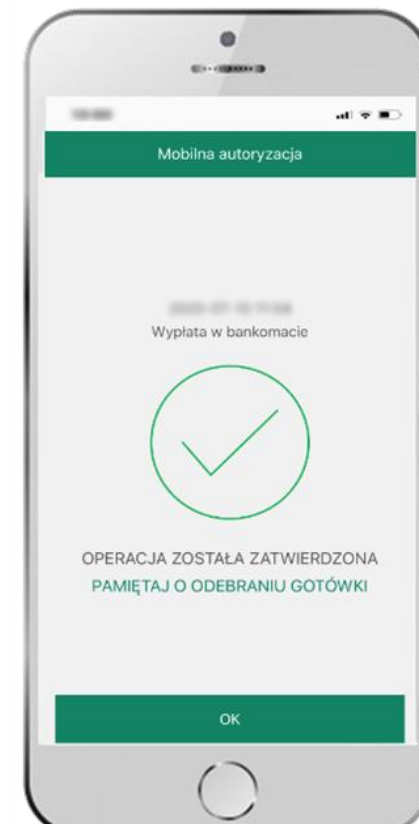 Mobilna autoryzacja
Wypłata w bankomacie
OPERACJA ZOSTAŁA ZATWIERDZONA
PAMIĘTAJ O ODEBRANIU GOTÓWKI
OK